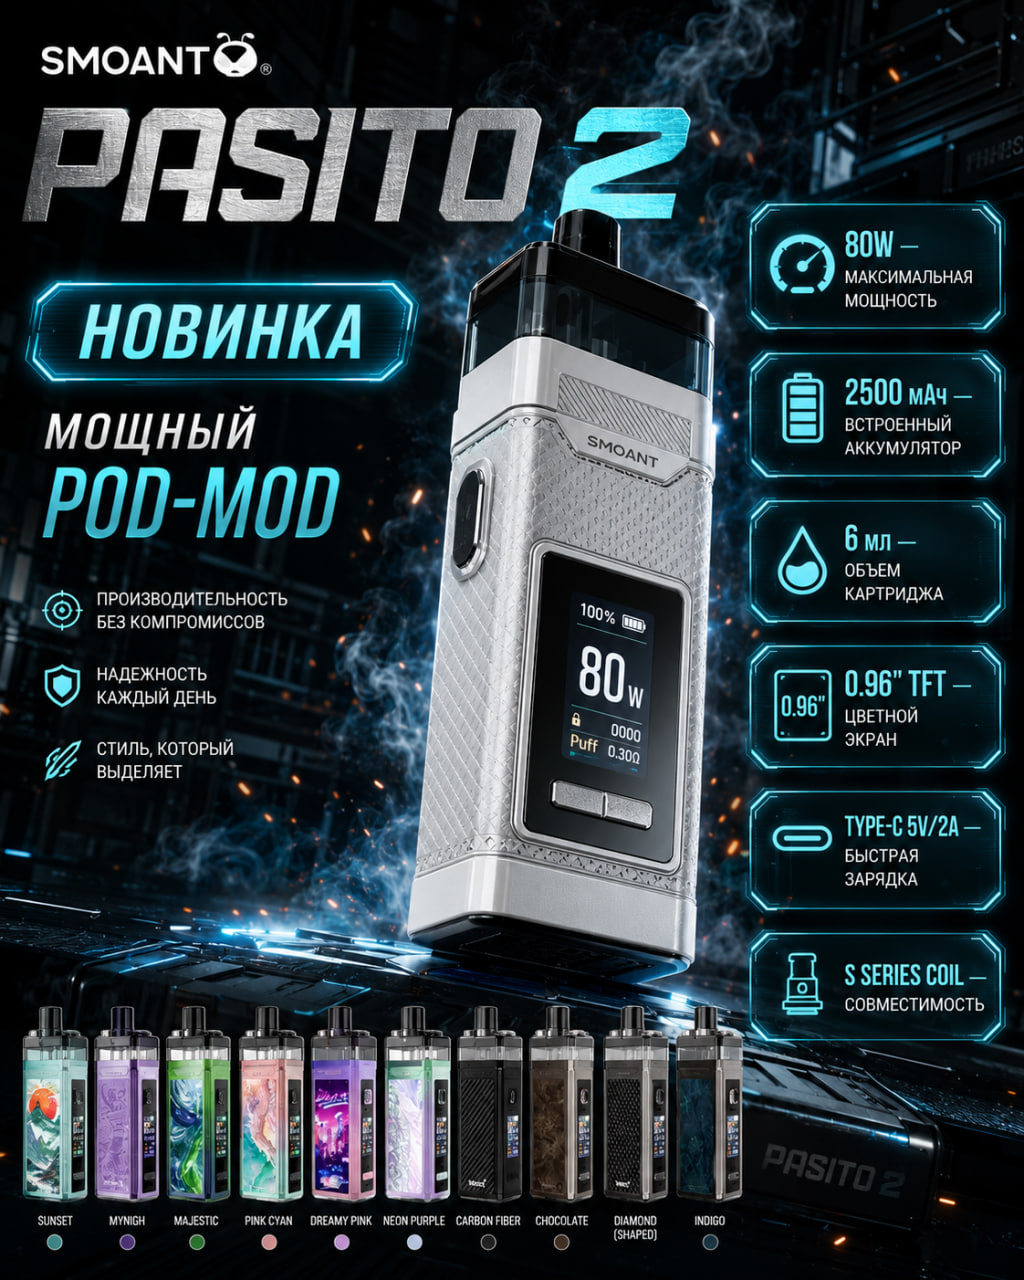 SMOANT®
PASITO 2
НОВИНКА
МОЩНЫЙ
POD-MOD
ПРОИЗВОДИТЕЛЬНОСТЬ
БЕЗ КОМПРОМИССОВ
НАДЕЖНОСТЬ
КАЖДЫЙ ДЕНЬ
СТИЛЬ, КОТОРЫЙ
ВЫДЕЛЯЕТ
SMOANT
100%
80W
0000
Puff 0.30Ω
80W —
МАКСИМАЛЬНАЯ
МОЩНОСТЬ
2500 мАч —
ВСТРОЕННЫЙ
АККУМУЛЯТОР
6 мл —
ОБЪЕМ
КАРТРИДЖА
0.96"
0.96" TFT —
ЦВЕТНОЙ
ЭКРАН
TYPE-C 5V/2A —
БЫСТРАЯ
ЗАРЯДКА
S SERIES COIL —
СОВМЕСТИМОСТЬ
PASITO 2
SUNSET
MYNIGH
MAJESTIC
PINK CYAN
DREAMY PINK
NEON PURPLE
CARBON FIBER
CHOCOLATE
DIAMOND
(SHAPED)
INDIGO